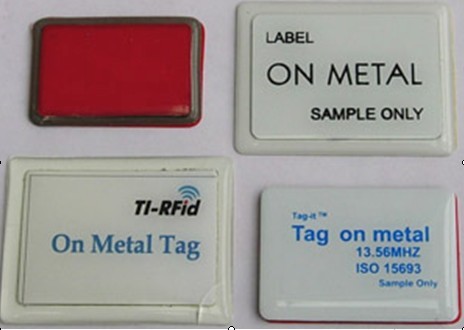 LABEL
ON METAL
SAMPLE ONLY
TI-RFid
On Metal Tag
Tag-it™
Tag on metal
13.56MHZ
ISO 15693
Sample Only